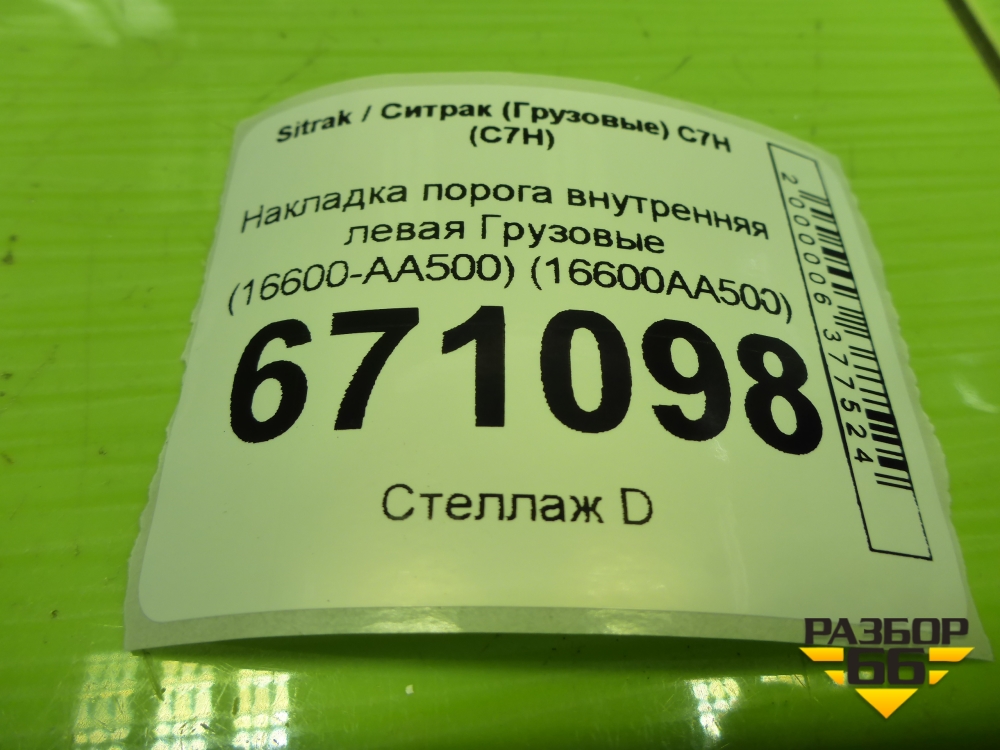 Sitrak / Ситрак (Грузовые) C7H
(C7H)
Накладка порога внутренняя
левая Грузовые
(16600-AA500) (16600AA500)
671098
Стеллаж D
2000006377524
РАЗБОР
66